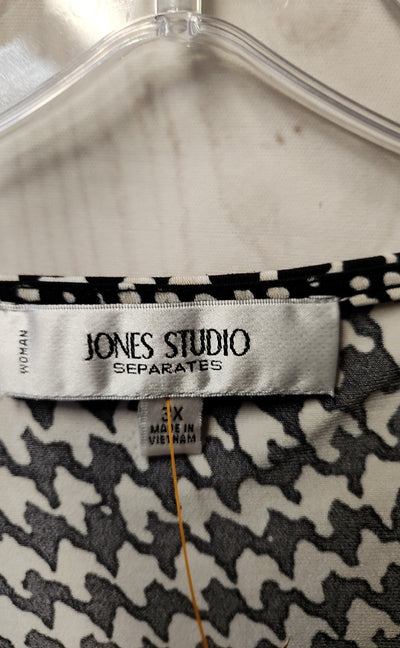 WOMAN
JONES STUDIO
SEPARATES
3X
MADE IN
VIETNAM